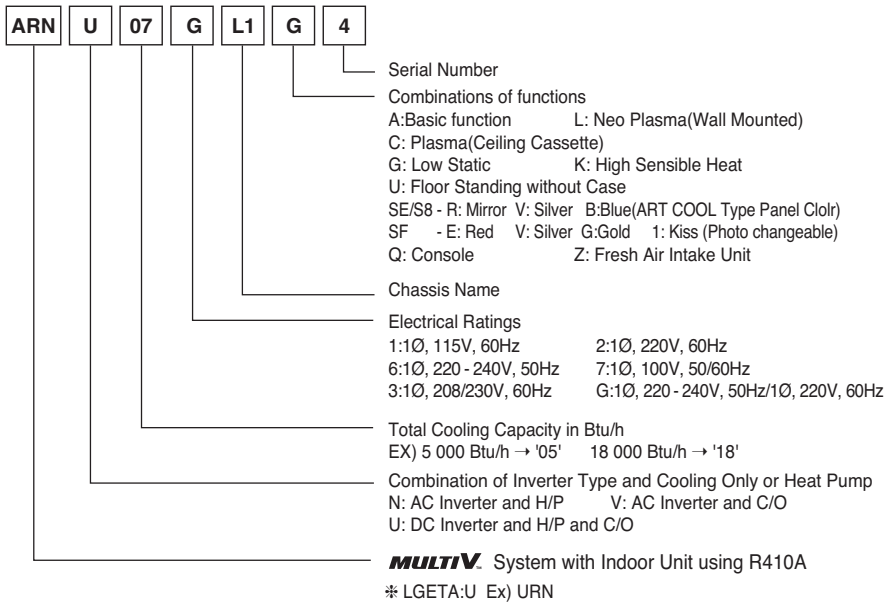 ARN U 07 G L1 G 4
Serial Number
Combinations of functions
A:Basic function L: Neo Plasma(Wall Mounted)
C: Plasma(Ceiling Cassette)
G: Low Static K: High Sensible Heat
U: Floor Standing without Case
SE/S8 - R: Mirror V: Silver B:Blue(ART COOL Type Panel Clolr)
SF - E: Red V: Silver G:Gold 1: Kiss (Photo changeable)
Q: Console Z: Fresh Air Intake Unit
Chassis Name
Electrical Ratings
1:1Ø, 115V, 60Hz 2:1Ø, 220V, 60Hz
6:1Ø, 220 - 240V, 50Hz 7:1Ø, 100V, 50/60Hz
3:1Ø, 208/230V, 60Hz G:1Ø, 220 - 240V, 50Hz/1Ø, 220V, 60Hz
Total Cooling Capacity in Btu/h
EX) 5 000 Btu/h → '05' 18 000 Btu/h → '18'
Combination of Inverter Type and Cooling Only or Heat Pump
N: AC Inverter and H/P V: AC Inverter and C/O
U: DC Inverter and H/P and C/O
MULTI V™ System with Indoor Unit using R410A
❈ LGETA:U Ex) URN